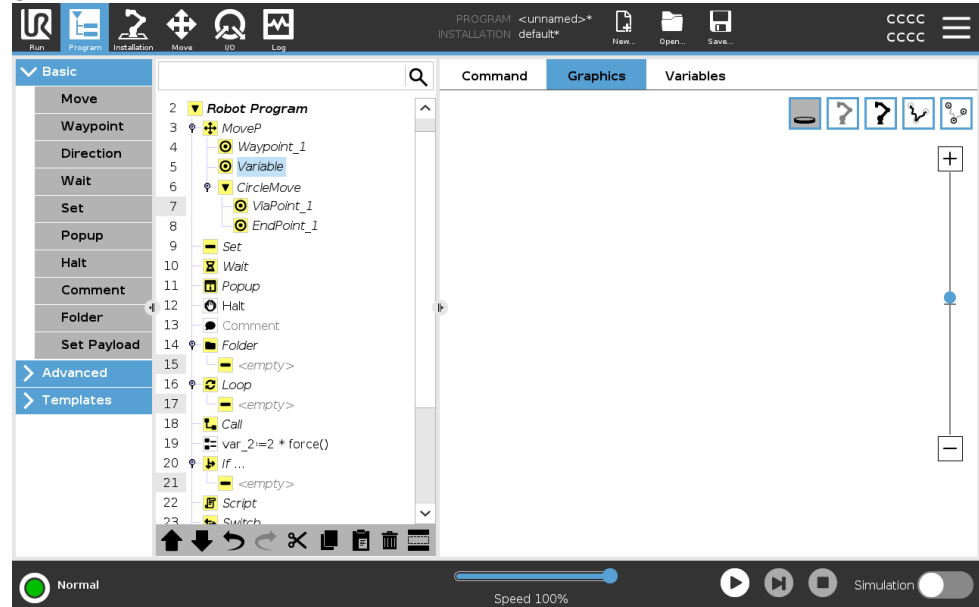 UR
PROGRAM <unnamed>*
INSTALLATION default*
CCCC
CCCC
Run Program Installation Move I/O Log New... Open... Save...
Basic
Move
Waypoint
Direction
Wait
Set
Popup
Halt
Comment
Folder
Set Payload
Advanced
Templates
2 Robot Program
3 MoveP
4 Waypoint_1
5 Variable
6 CircleMove
7 ViaPoint_1
8 EndPoint_1
9 Set
10 Wait
11 Popup
12 Halt
13 Comment
14 Folder
15 <empty>
16 Loop
17 <empty>
18 Call
19 var_2:=2 * force()
20 If ...
21 <empty>
22 Script
23 Switch
Command Graphics Variables
Normal
Speed 100%
Simulation